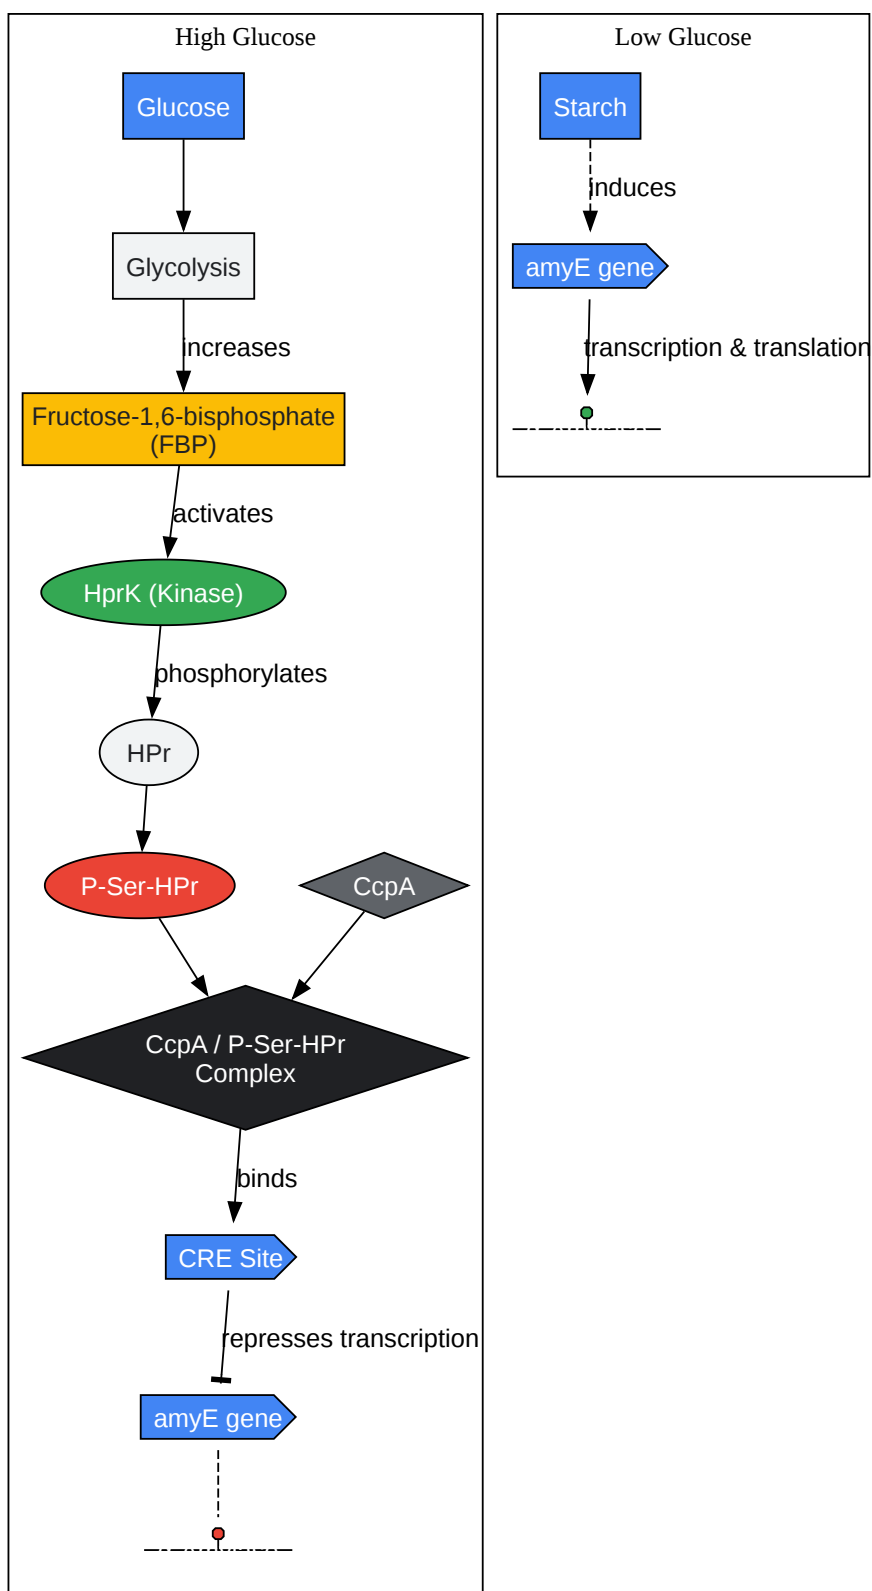 High Glucose
Glucose
Glycolysis
increases
Fructose-1,6-bisphosphate
(FBP)
activates
HprK (Kinase)
phosphorylates
HPr
P-Ser-HPr
CcpA
CcpA / P-Ser-HPr
Complex
binds
CRE Site
represses transcription
amyE gene
Low Glucose
Starch
induces
amyE gene
transcription & translation